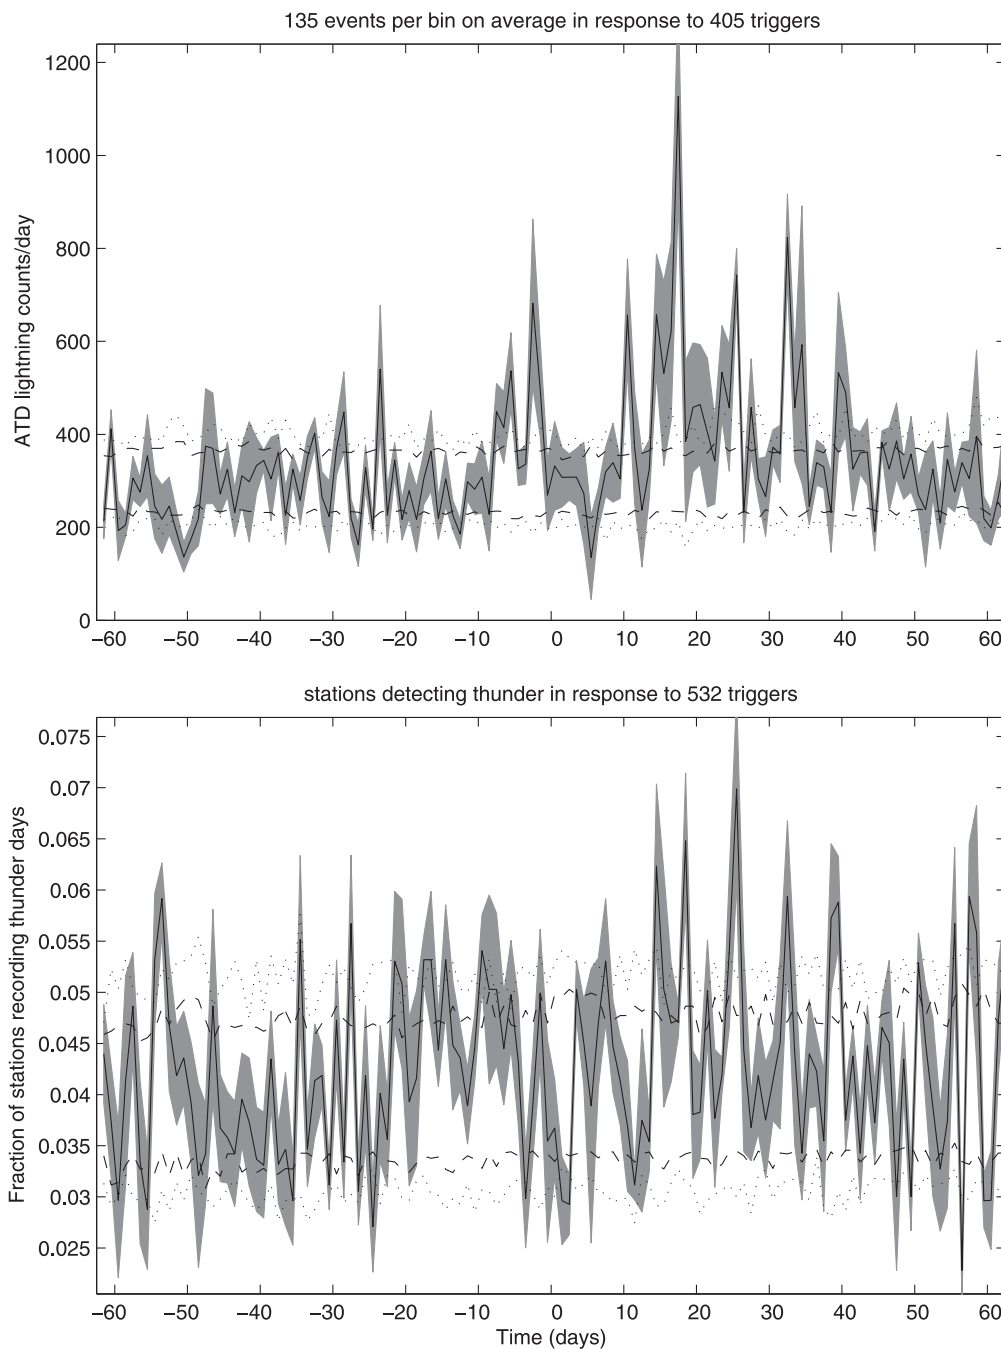 135 events per bin on average in response to 405 triggers
ATD lightning counts/day
1200
1000
800
600
400
200
0
−60 −50 −40 −30 −20 −10 0 10 20 30 40 50 60
stations detecting thunder in response to 532 triggers
Fraction of stations recording thunder days
0.075
0.07
0.065
0.06
0.055
0.05
0.045
0.04
0.035
0.03
0.025
−60 −50 −40 −30 −20 −10 0 10 20 30 40 50 60
Time (days)